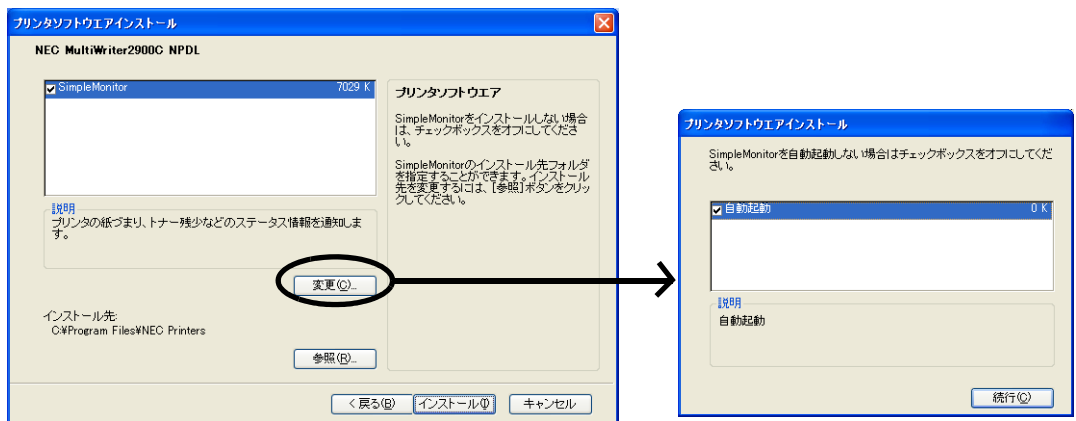 プリンタソフトウエアインストール
NEC MultiWriter2900C NPDL
SimpleMonitor 7029 K
プリンタソフトウエア
SimpleMonitorをインストールしない場合
は、チェックボックスをオフにしてくださ
い。
SimpleMonitorのインストール先フォルダ
を指定することができます。インストール
先を変更するには、[参照]ボタンをクリッ
クしてください。
説明
プリンタの紙づまり、トナー残少などのステータス情報を通知しま
す。
変更(C)...
インストール先:
C:¥Program Files¥NEC Printers
参照(R)...
< 戻る(B)
インストール(I)
キャンセル
プリンタソフトウエアインストール
SimpleMonitorを自動起動しない場合はチェックボックスをオフにしてくだ
さい。
自動起動 0 K
説明
自動起動
続行(C)